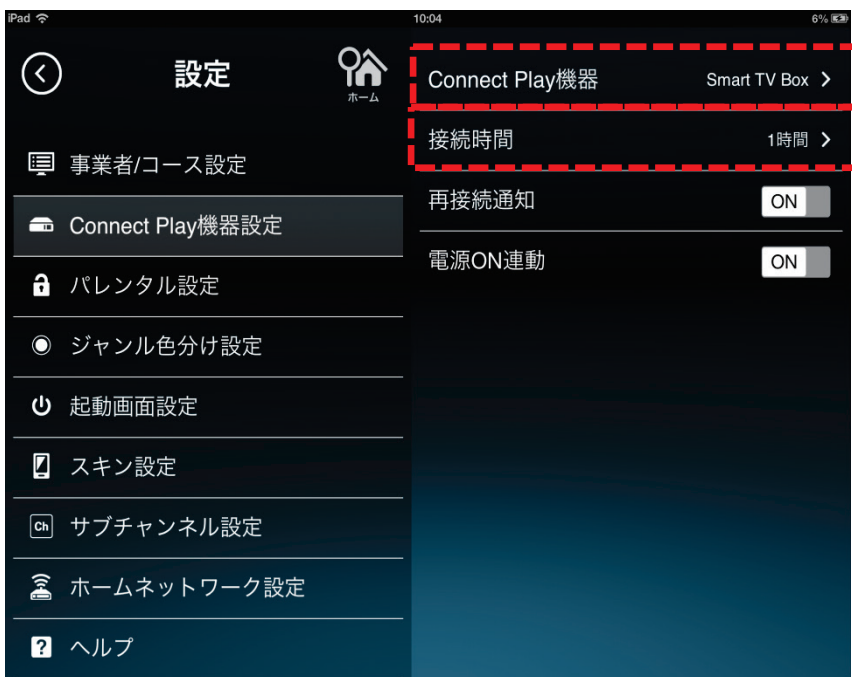 iPad
10:04
6%
設定
ホーム
事業者/コース設定
Connect Play機器設定
パレンタル設定
ジャンル色分け設定
起動画面設定
スキン設定
Ch サブチャンネル設定
ホームネットワーク設定
? ヘルプ
Connect Play機器 Smart TV Box
接続時間 1時間
再接続通知 ON
電源ON連動 ON